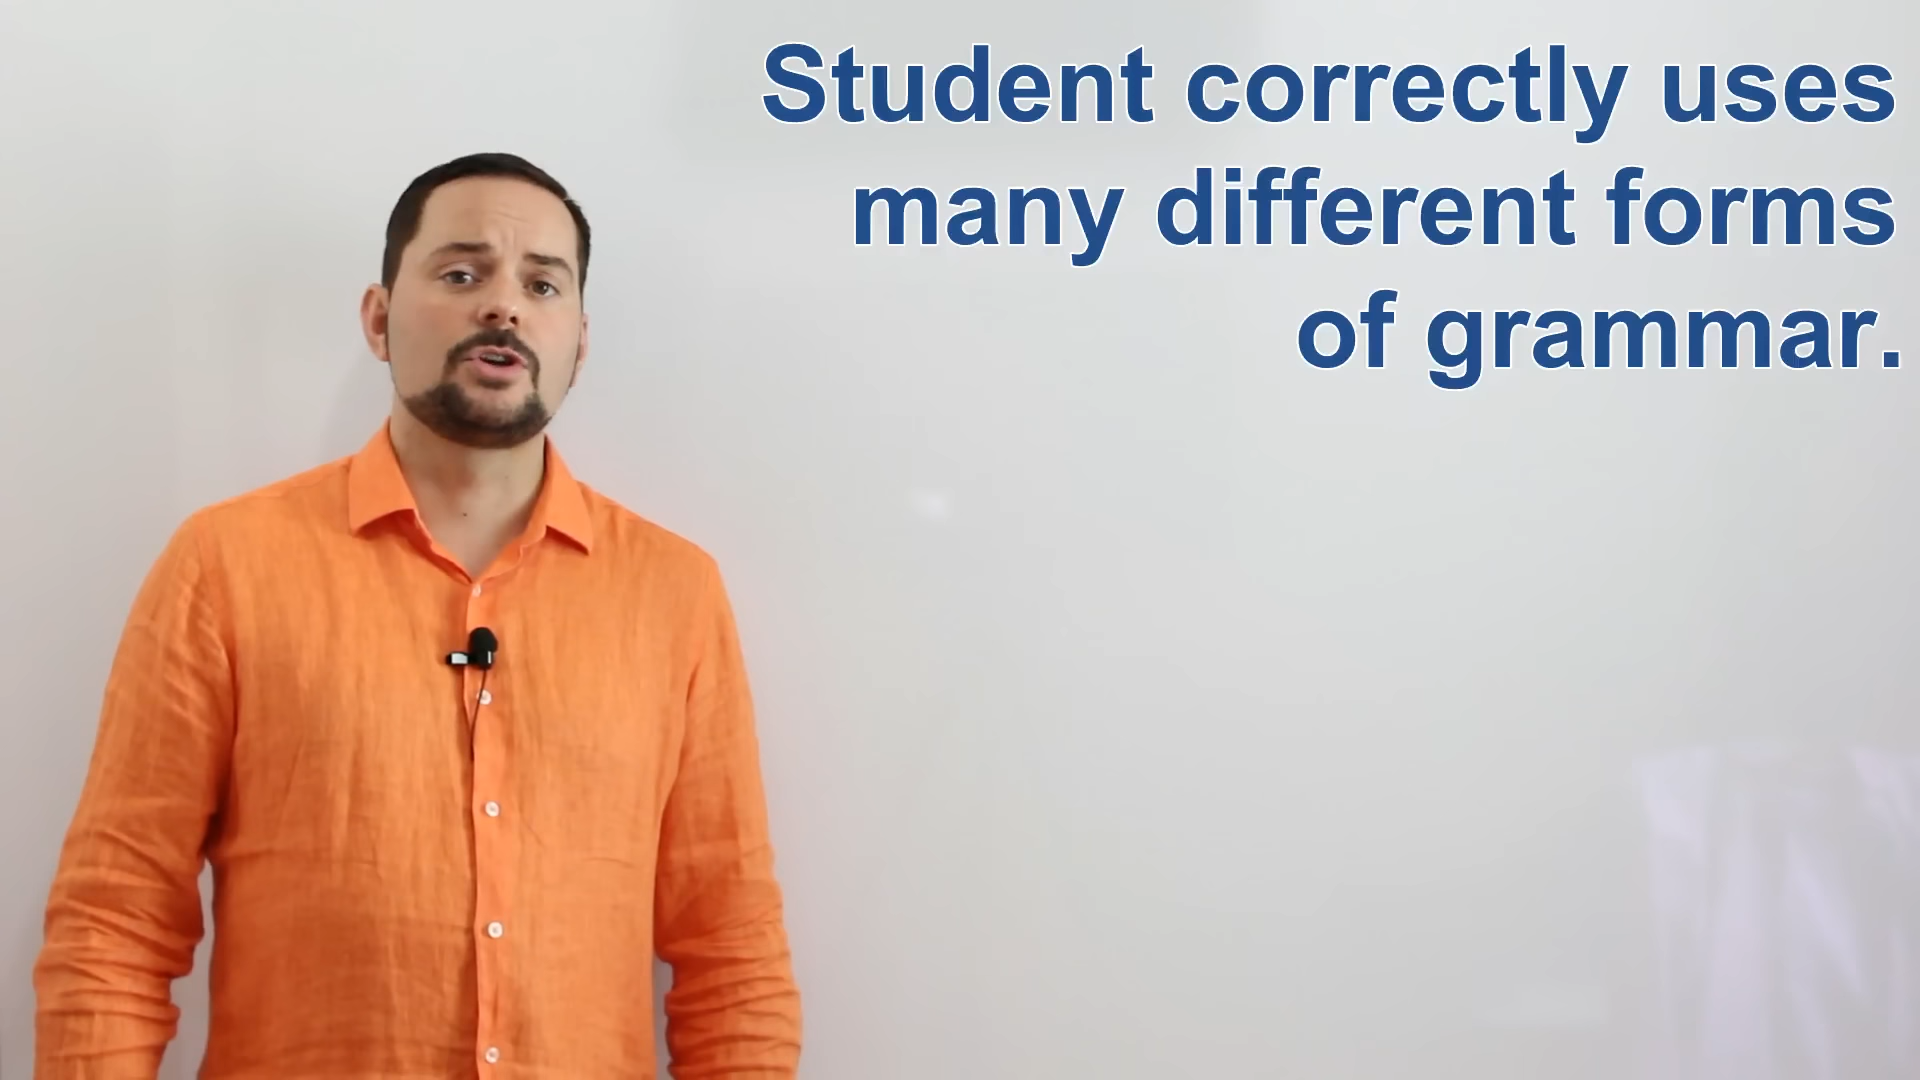 Student correctly uses
many different forms
of grammar.